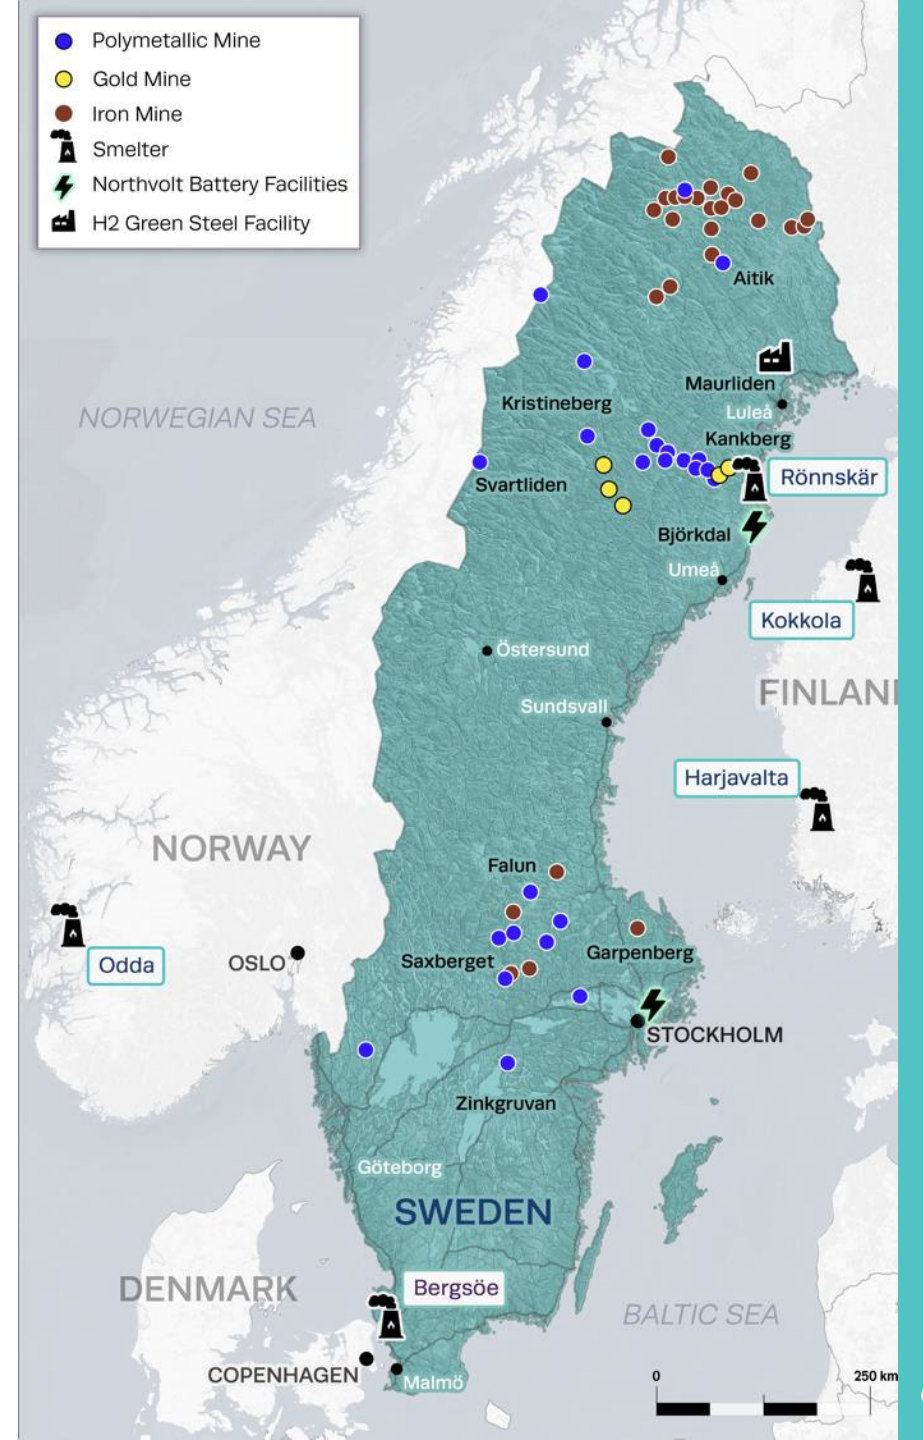 Polymetallic Mine
Gold Mine
Iron Mine
Smelter
Northvolt Battery Facilities
H2 Green Steel Facility
Aitik
NORWEGIAN SEA
Maurliden
Luleå
Kristineberg
Kankberg
Rönnskär
Svartliden
Björkdal
Umeå
Kokkola
Östersund
FINLAN
Sundsvall
Harjavalta
NORWAY
Falun
Garpenberg
Saxberget
OSLO
Odda
STOCKHOLM
Zinkgruvan
Göteborg
SWEDEN
DENMARK
Bergsöe
BALTIC SEA
COPENHAGEN
Malmö
0 250 km